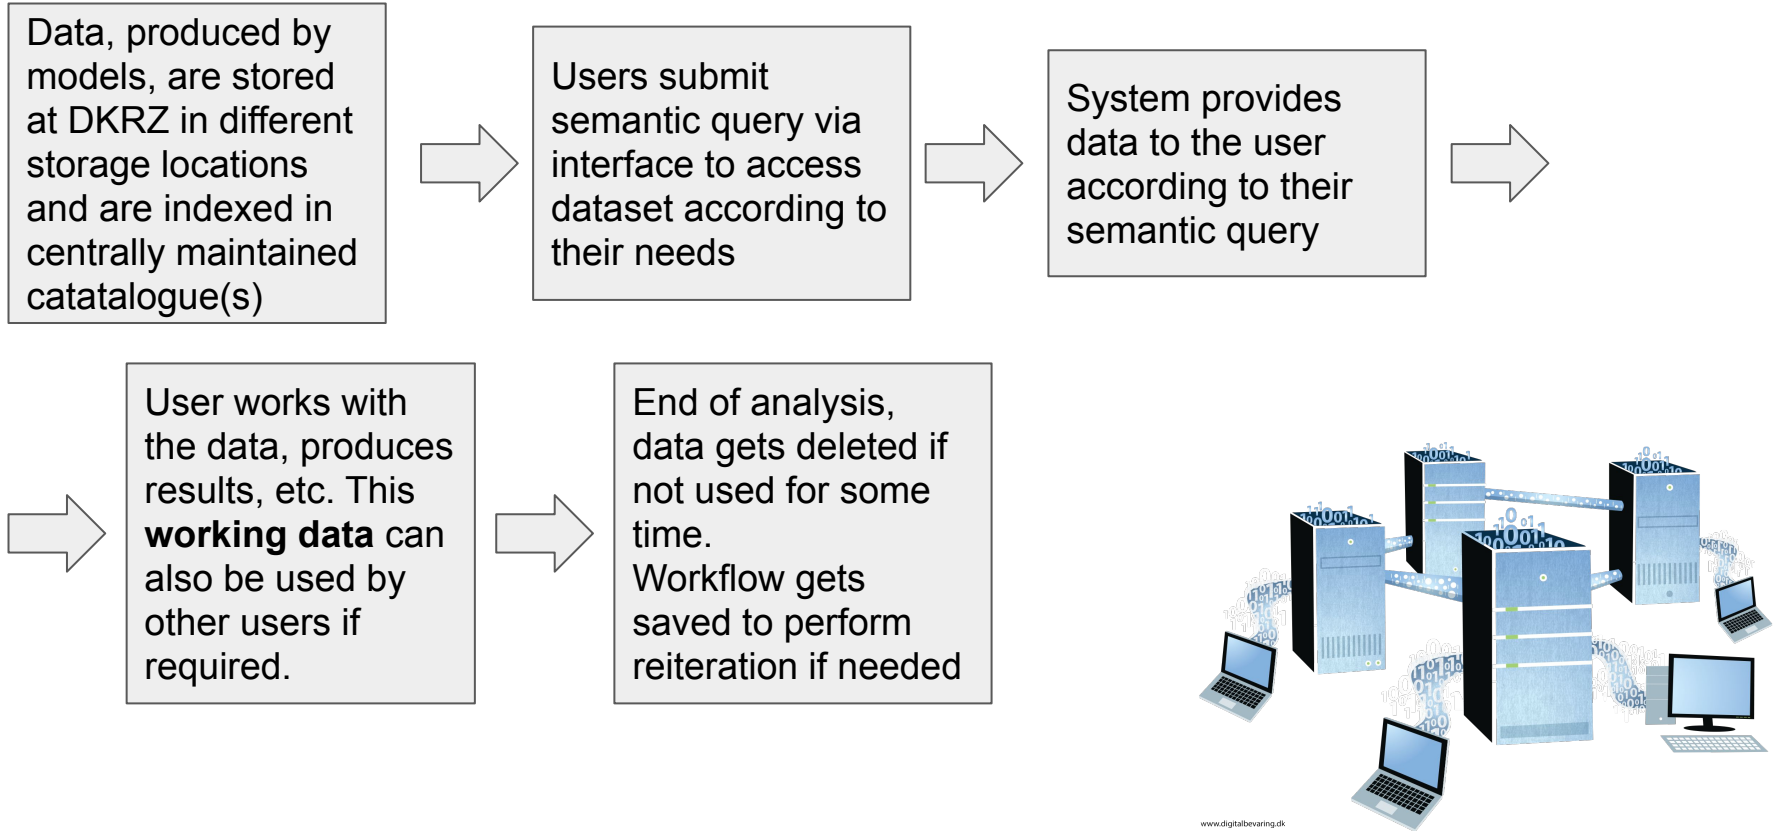 Data, produced by
models, are stored
at DKRZ in different
storage locations
and are indexed in
centrally maintained
catatalogue(s)
Users submit
semantic query via
interface to access
dataset according to
their needs
System provides
data to the user
according to their
semantic query
User works with
the data, produces
results, etc. This
working data can
also be used by
other users if
required.
End of analysis,
data gets deleted if
not used for some
time.
Workflow gets
saved to perform
reiteration if needed
www.digitalbevaring.dk